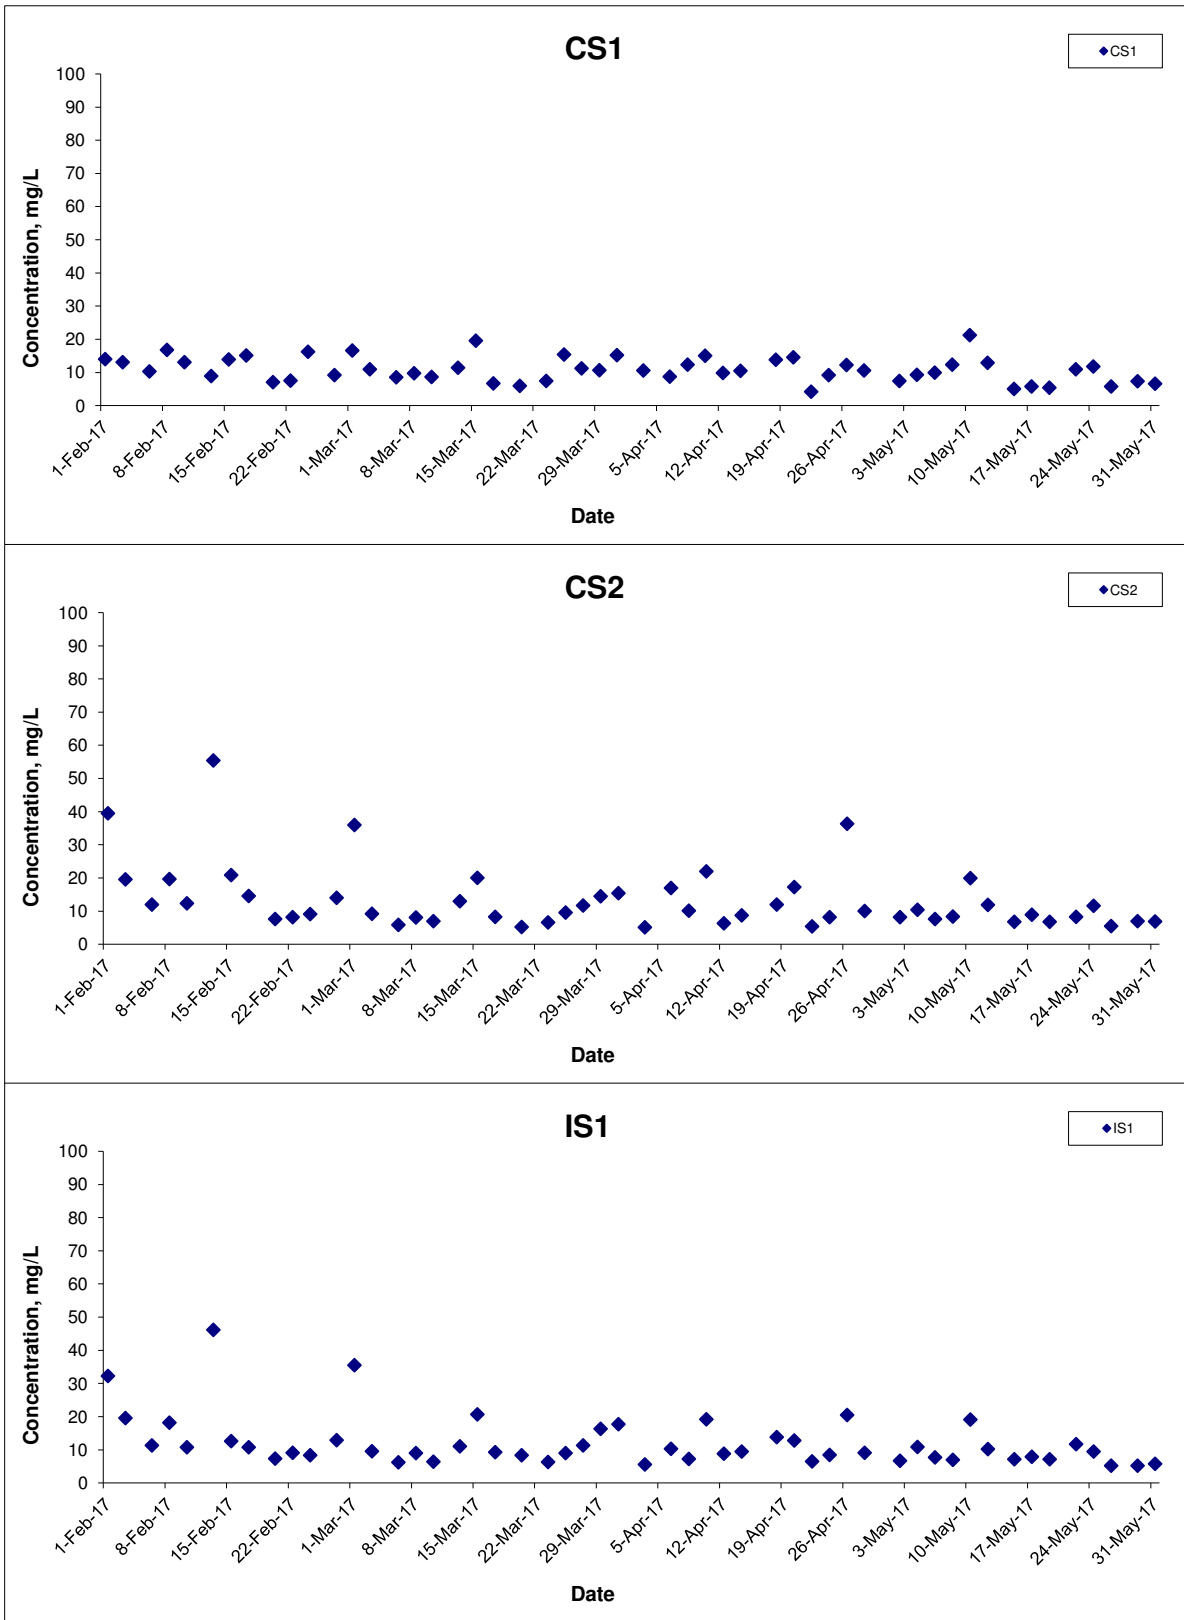 CS1
CS1
100
90
80
70
60
50
40
30
20
10
0
Concentration, mg/L
1-Feb-17
8-Feb-17
15-Feb-17
22-Feb-17
1-Mar-17
8-Mar-17
15-Mar-17
22-Mar-17
29-Mar-17
5-Apr-17
12-Apr-17
19-Apr-17
26-Apr-17
3-May-17
10-May-17
17-May-17
24-May-17
31-May-17
Date
CS2
CS2
100
90
80
70
60
50
40
30
20
10
0
Concentration, mg/L
1-Feb-17
8-Feb-17
15-Feb-17
22-Feb-17
1-Mar-17
8-Mar-17
15-Mar-17
22-Mar-17
29-Mar-17
5-Apr-17
12-Apr-17
19-Apr-17
26-Apr-17
3-May-17
10-May-17
17-May-17
24-May-17
31-May-17
Date
IS1
IS1
100
90
80
70
60
50
40
30
20
10
0
Concentration, mg/L
1-Feb-17
8-Feb-17
15-Feb-17
22-Feb-17
1-Mar-17
8-Mar-17
15-Mar-17
22-Mar-17
29-Mar-17
5-Apr-17
12-Apr-17
19-Apr-17
26-Apr-17
3-May-17
10-May-17
17-May-17
24-May-17
31-May-17
Date